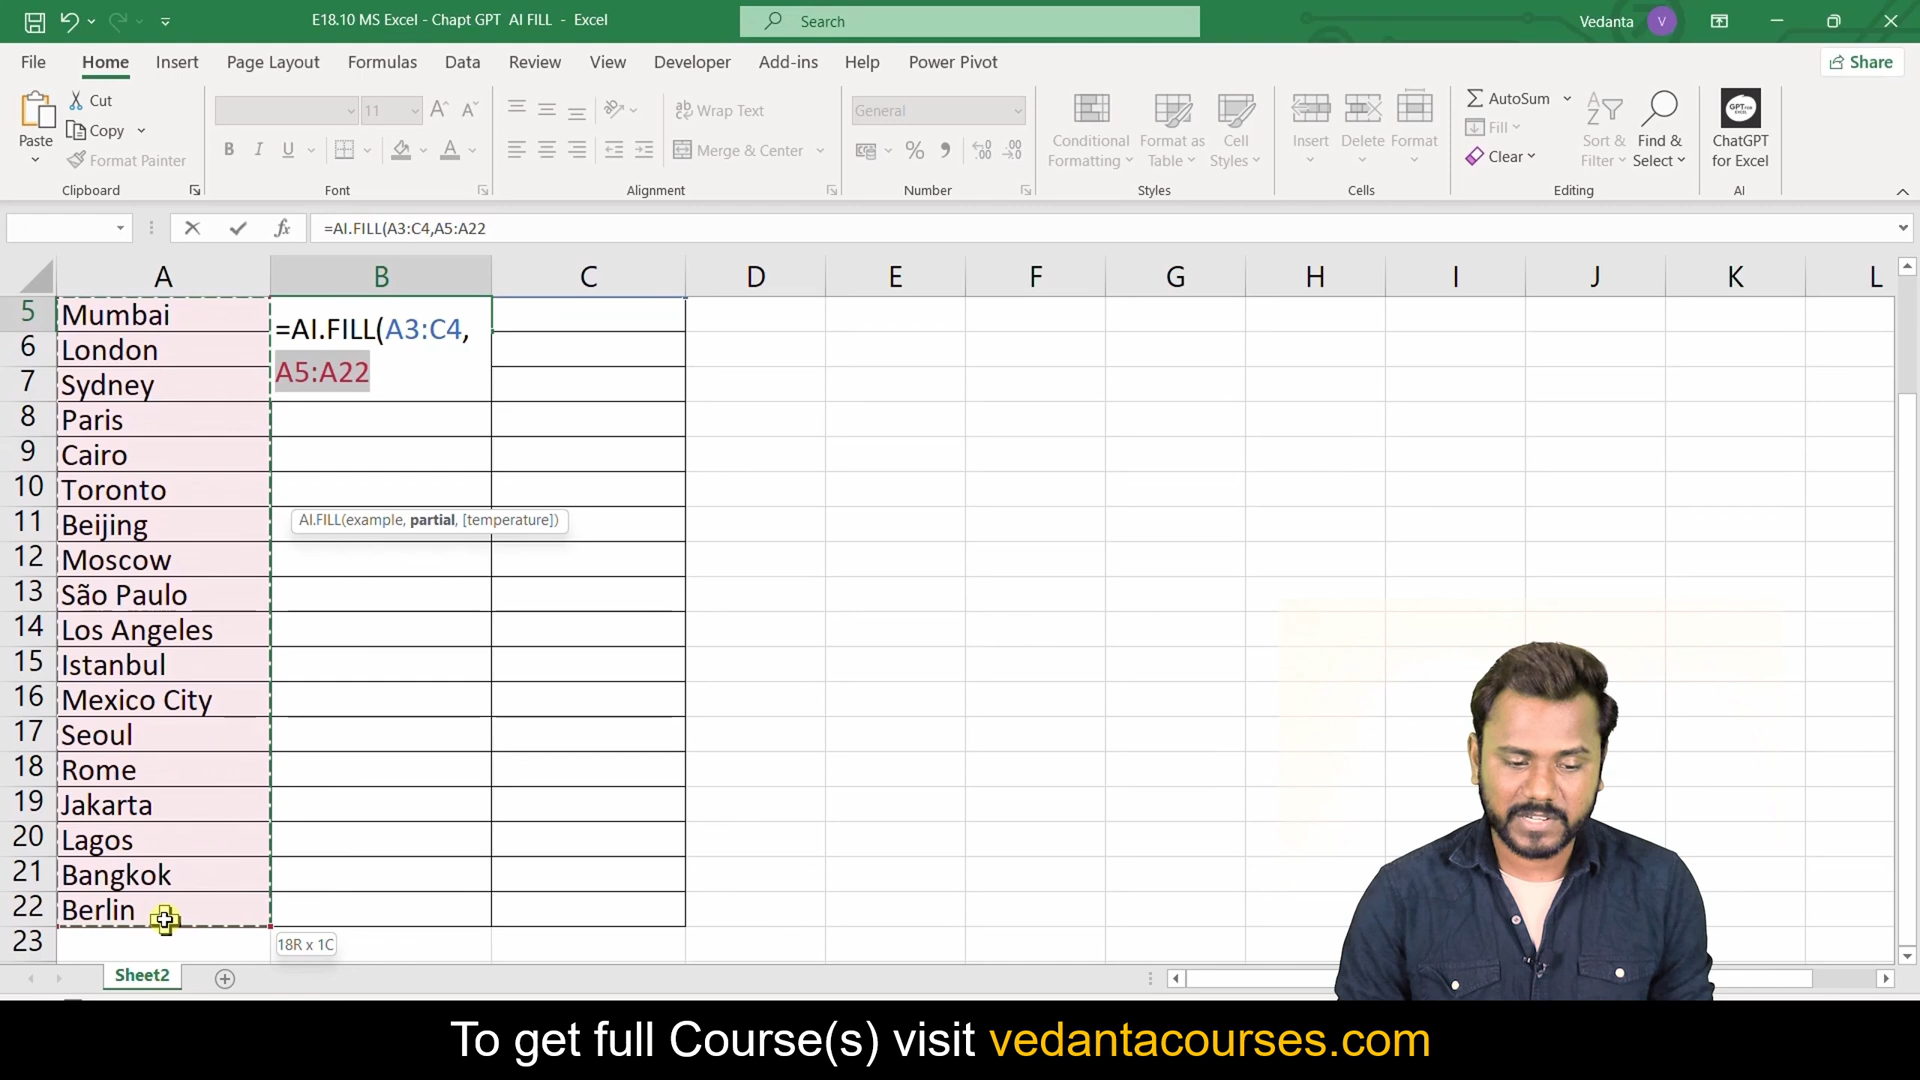 E18.10 MS Excel - Chapt GPT AI FILL - Excel
Search
Vedanta
V
File Home Insert Page Layout Formulas Data Review View Developer Add-ins Help Power Pivot
Share
Paste
Cut
Copy
Format Painter
Clipboard
11
B I U
Font
Wrap Text
Merge & Center
Alignment
General
Number
Conditional Formatting
Format as Table
Cell Styles
Styles
Insert
Delete
Format
Cells
AutoSum
Fill
Clear
Sort & Filter
Find & Select
Editing
ChatGPT for Excel
AI
=AI.FILL(A3:C4,A5:A22
A B C D E F G H I J K L
5 Mumbai
=AI.FILL(A3:C4,
A5:A22
6 London
7 Sydney
8 Paris
9 Cairo
10 Toronto
11 Beijing
AI.FILL(example, partial, [temperature])
12 Moscow
13 São Paulo
14 Los Angeles
15 Istanbul
16 Mexico City
17 Seoul
18 Rome
19 Jakarta
20 Lagos
21 Bangkok
22 Berlin
23
18R x 1C
Sheet2
To get full Course(s) visit vedantacourses.com